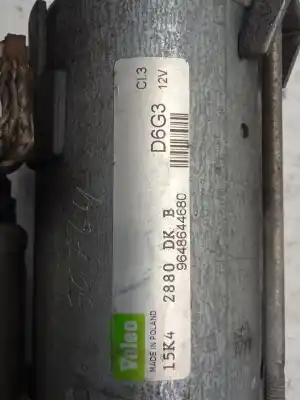 Cl.3 12V
D6G3
9648644680
15K4 2880 DK B
MADE IN POLAND
Valeo